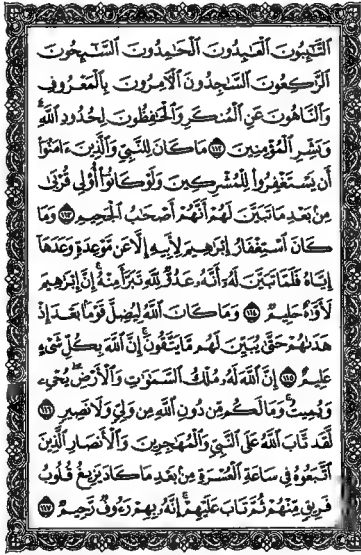 ٱلتَّٰٓئِبُونَ ٱلْعَٰبِدُونَ ٱلْحَٰمِدُونَ ٱلسَّٰٓئِحُونَ
ٱلرَّٰكِعُونَ ٱلسَّٰجِدُونَ ٱلْءَامِرُونَ بِٱلْمَعْرُوفِ
وَٱلنَّاهُونَ عَنِ ٱلْمُنكَرِ وَٱلْحَٰفِظُونَ لِحُدُودِ ٱللَّهِ ۗ
وَبَشِّرِ ٱلْمُؤْمِنِينَ ١١٢ مَا كَانَ لِلنَّبِيِّ وَٱلَّذِينَ ءَامَنُوٓا۟
أَن يَسْتَغْفِرُوا۟ لِلْمُشْرِكِينَ وَلَوْ كَانُوٓا۟ أُو۟لِى قُرْبَىٰ
مِنۢ بَعْدِ مَا تَبَيَّنَ لَهُمْ أَنَّهُمْ أَصْحَٰبُ ٱلْجَحِيمِ ١١٣ وَمَا
كَانَ ٱسْتِغْفَارُ إِبْرَٰهِيمَ لِأَبِيهِ إِلَّا عَن مَّوْعِدَةٍ وَعَدَهَآ
إِيَّاهُ فَلَمَّا تَبَيَّنَ لَهُۥٓ أَنَّهُۥ عَدُوٌّ لِّلَّهِ تَبَرَّأَ مِنْهُ ۚ إِنَّ إِبْرَٰهِيمَ
لَأَوَّٰهٌ حَلِيمٌ ١١٤ وَمَا كَانَ ٱللَّهُ لِيُضِلَّ قَوْمًۢا بَعْدَ إِذْ
هَدَىٰهُمْ حَتَّىٰ يُبَيِّنَ لَهُم مَّا يَتَّقُونَ ۚ إِنَّ ٱللَّهَ بِكُلِّ شَىْءٍ
عَلِيمٌ ١١٥ إِنَّ ٱللَّهَ لَهُۥ مُلْكُ ٱلسَّمَٰوَٰتِ وَٱلْأَرْضِ ۖ يُحْىِۦ
وَيُمِيتُ ۚ وَمَا لَكُم مِّن دُونِ ٱللَّهِ مِن وَلِىٍّ وَلَا نَصِيرٍ ١١٦
لَّقَد تَّابَ ٱللَّهُ عَلَى ٱلنَّبِىِّ وَٱلْمُهَٰجِرِينَ وَٱلْأَنصَارِ ٱلَّذِينَ
ٱتَّبَعُوهُ فِى سَاعَةِ ٱلْعُسْرَةِ مِنۢ بَعْدِ مَا كَادَ يَزِيغُ قُلُوبُ
فَرِيقٍ مِّنْهُمْ ثُمَّ تَابَ عَلَيْهِمْ ۚ إِنَّهُۥ بِهِمْ رَءُوفٌ رَّحِيمٌ ١١٧